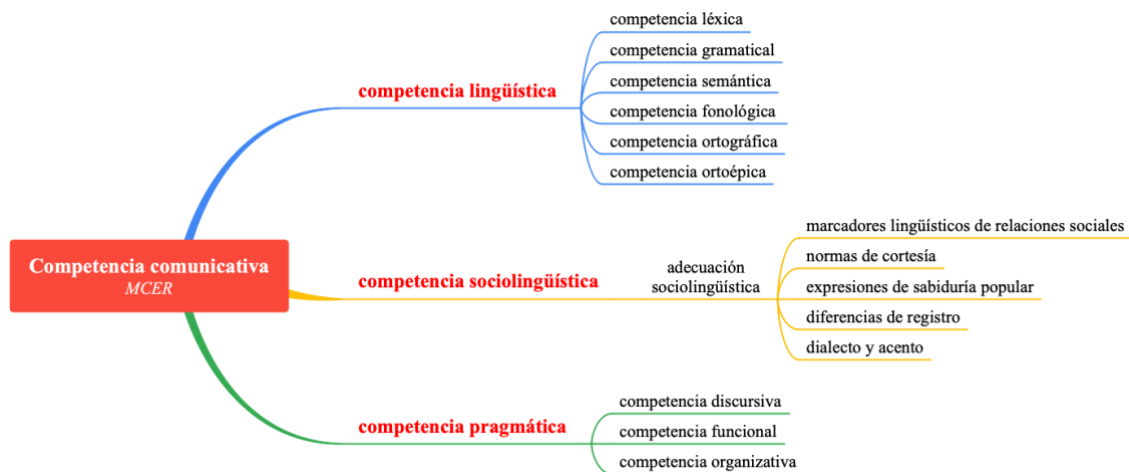 Competencia comunicativa
MCER
competencia lingüística
competencia léxica
competencia gramatical
competencia semántica
competencia fonológica
competencia ortográfica
competencia ortoépica
competencia sociolingüística
adecuación
sociolingüística
marcadores lingüísticos de relaciones sociales
normas de cortesía
expresiones de sabiduría popular
diferencias de registro
dialecto y acento
competencia pragmática
competencia discursiva
competencia funcional
competencia organizativa